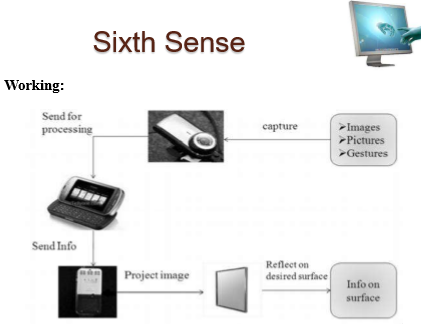 Sixth Sense
Working:
Send for
processing
capture
➢Images
➢Pictures
➢Gestures
Send Info
Project image
Reflect on
desired surface
Info on
surface